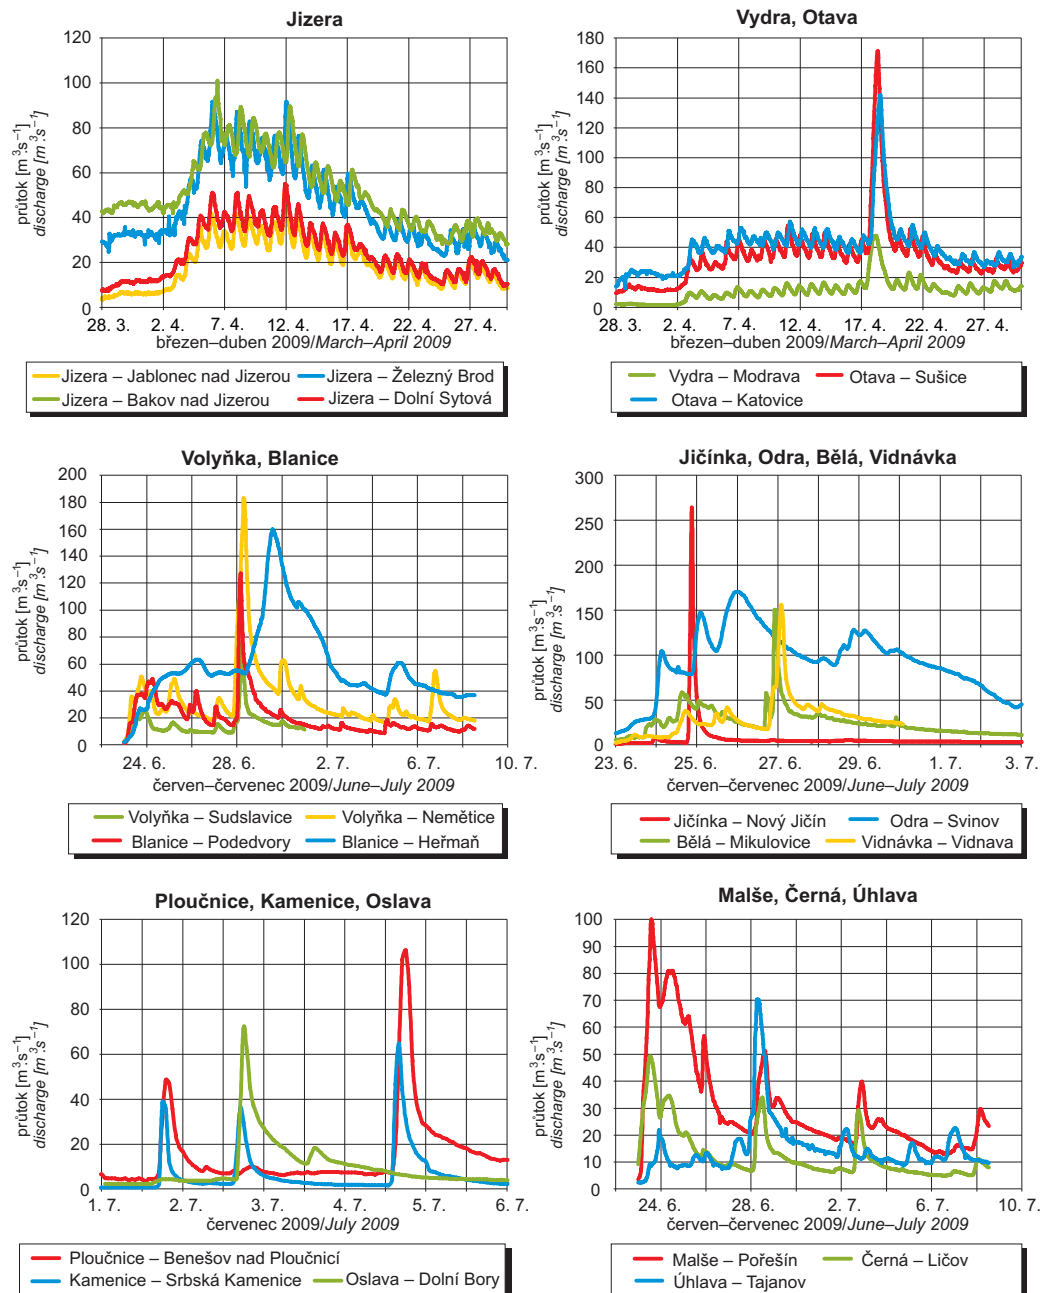 Jizera
průtok [m³.s⁻¹]
discharge [m³.s⁻¹]
120
100
80
60
40
20
0
28. 3. 2. 4. 7. 4. 12. 4. 17. 4. 22. 4. 27. 4.
březen–duben 2009/March–April 2009
Jizera – Jablonec nad Jizerou Jizera – Železný Brod
Jizera – Bakov nad Jizerou Jizera – Dolní Sytová
Vydra, Otava
průtok [m³.s⁻¹]
discharge [m³.s⁻¹]
180
160
140
120
100
80
60
40
20
0
28. 3. 2. 4. 7. 4. 12. 4. 17. 4. 22. 4. 27. 4.
březen–duben 2009/March–April 2009
Vydra – Modrava Otava – Sušice
Otava – Katovice
Volyňka, Blanice
průtok [m³.s⁻¹]
discharge [m³.s⁻¹]
200
180
160
140
120
100
80
60
40
20
0
24. 6. 28. 6. 2. 7. 6. 7. 10. 7.
červen–červenec 2009/June–July 2009
Volyňka – Sudslavice Volyňka – Nemětice
Blanice – Podedvory Blanice – Heřmaň
Jičínka, Odra, Bělá, Vidnávka
průtok [m³.s⁻¹]
discharge [m³.s⁻¹]
300
250
200
150
100
50
0
23. 6. 25. 6. 27. 6. 29. 6. 1. 7. 3. 7.
červen–červenec 2009/June–July 2009
Jičínka – Nový Jičín Odra – Svinov
Bělá – Mikulovice Vidnávka – Vidnava
Ploučnice, Kamenice, Oslava
průtok [m³.s⁻¹]
discharge [m³.s⁻¹]
120
100
80
60
40
20
0
1. 7. 2. 7. 3. 7. 4. 7. 5. 7. 6. 7.
červenec 2009/July 2009
Ploučnice – Benešov nad Ploučnicí
Kamenice – Srbská Kamenice Oslava – Dolní Bory
Malše, Černá, Úhlava
průtok [m³.s⁻¹]
discharge [m³.s⁻¹]
100
90
80
70
60
50
40
30
20
10
0
24. 6. 28. 6. 2. 7. 6. 7. 10. 7.
červen–červenec 2009/June–July 2009
Malše – Pořešín Černá – Ličov
Úhlava – Tajanov